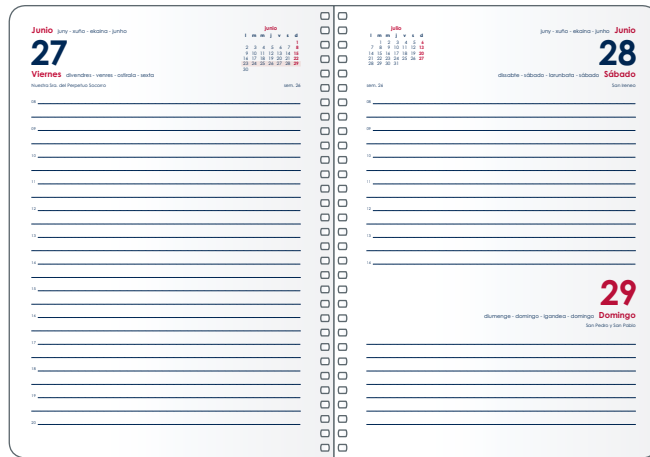 Junio juny - xuño - ekaina - junho
27
Viernes divendres - venres - ostirala - sexta
Nuestra Sra. del Perpetuo Socorro
sem. 26
junio
l m m j v s d
1
2 3 4 5 6 7 8
9 10 11 12 13 14 15
16 17 18 19 20 21 22
23 24 25 26 27 28 29
30
08
09
10
11
12
13
14
15
16
17
18
19
20
julio
l m m j v s d
1 2 3 4 5 6
7 8 9 10 11 12 13
14 15 16 17 18 19 20
21 22 23 24 25 26 27
28 29 30 31
juny - xuño - ekaina - junho Junio
28
dissabte - sábado - larunbata - sábado Sábado
sem. 26
San Ireneo
08
09
10
11
12
13
14
29
diumenge - domingo - igandea - domingo Domingo
San Pedro y San Pablo